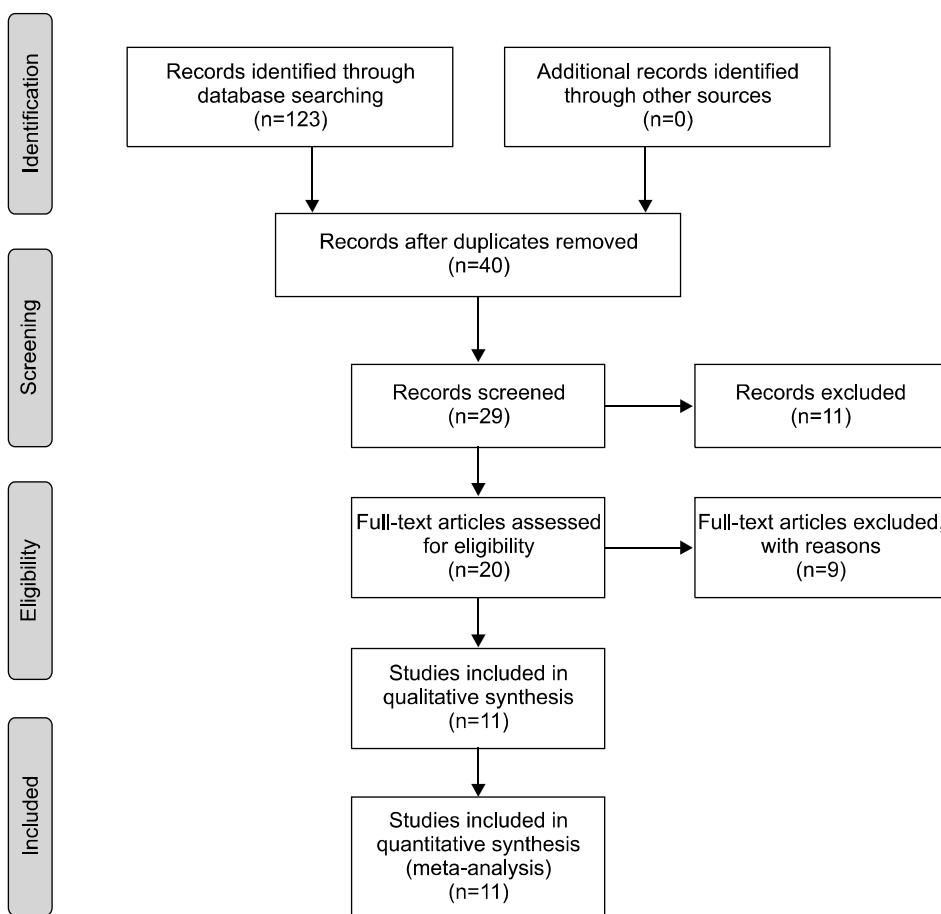 Identification
Records identified through
database searching
(n=123)
Additional records identified
through other sources
(n=0)
Records after duplicates removed
(n=40)
Screening
Records screened
(n=29)
Records excluded
(n=11)
Eligibility
Full-text articles assessed
for eligibility
(n=20)
Full-text articles excluded,
with reasons
(n=9)
Studies included in
qualitative synthesis
(n=11)
Included
Studies included in
quantitative synthesis
(meta-analysis)
(n=11)